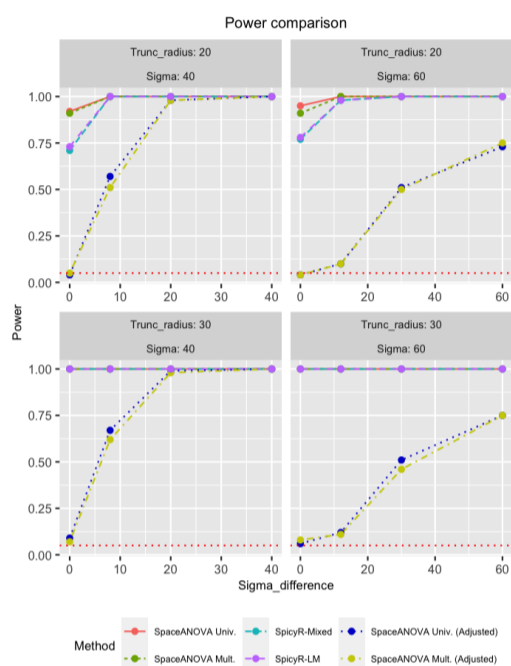 Power comparison
Trunc_radius: 20
Sigma: 40
Trunc_radius: 20
Sigma: 60
1.00
0.75
0.50
0.25
0.00
0 10 20 30 40
0 20 40 60
Trunc_radius: 30
Sigma: 40
Trunc_radius: 30
Sigma: 60
1.00
0.75
0.50
0.25
0.00
0 10 20 30 40
0 20 40 60
Power
Sigma_difference
Method
SpaceANOVA Univ.
SpicyR-Mixed
SpaceANOVA Univ. (Adjusted)
SpaceANOVA Mult.
SpicyR-LM
SpaceANOVA Mult. (Adjusted)